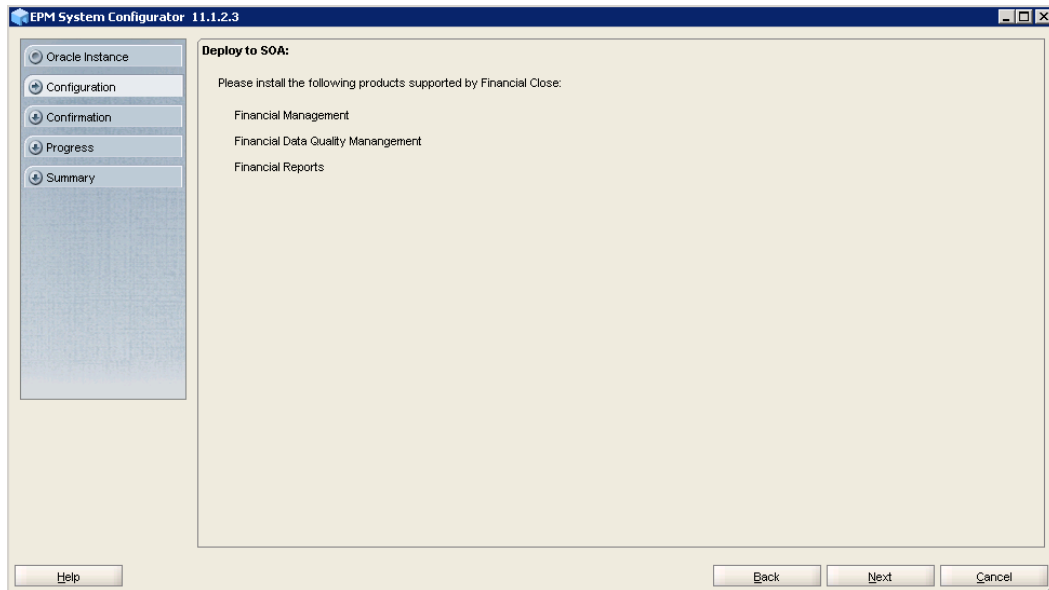 EPM System Configurator 11.1.2.3
Oracle Instance
Configuration
Confirmation
Progress
Summary
Deploy to SOA:
Please install the following products supported by Financial Close:
Financial Management
Financial Data Quality Manangement
Financial Reports
Help
Back
Next
Cancel